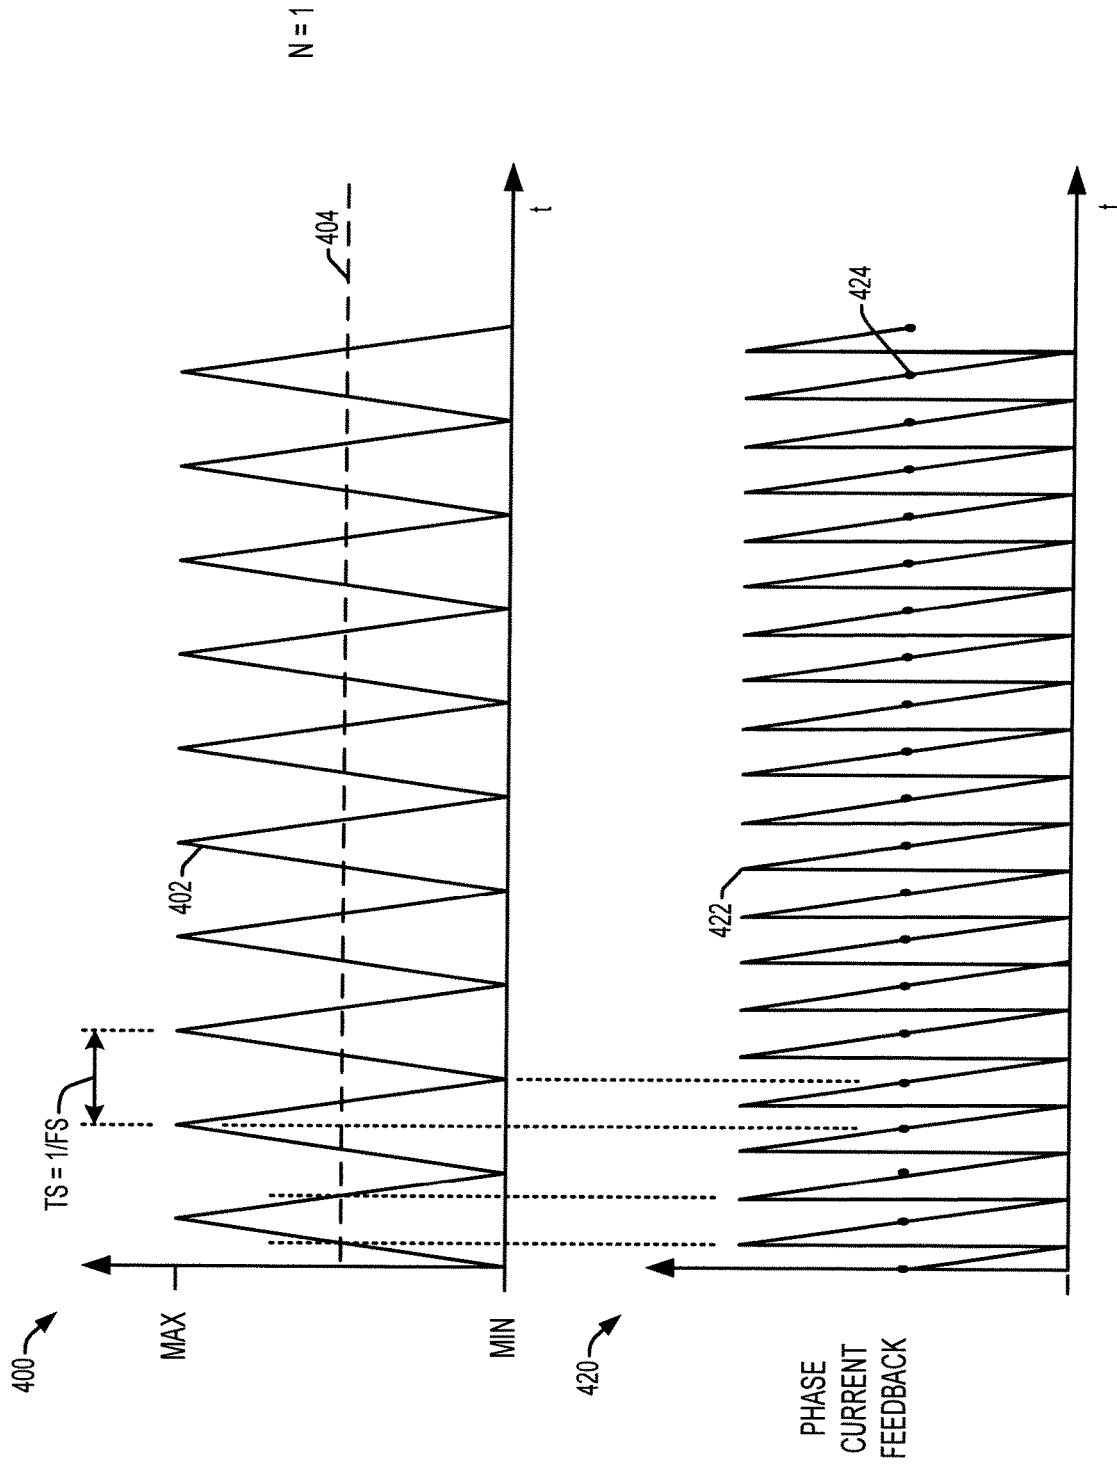 400
TS = 1/FS
N = 1
MAX
402
404
MIN
t
420
PHASE
CURRENT
FEEDBACK
422
424
t